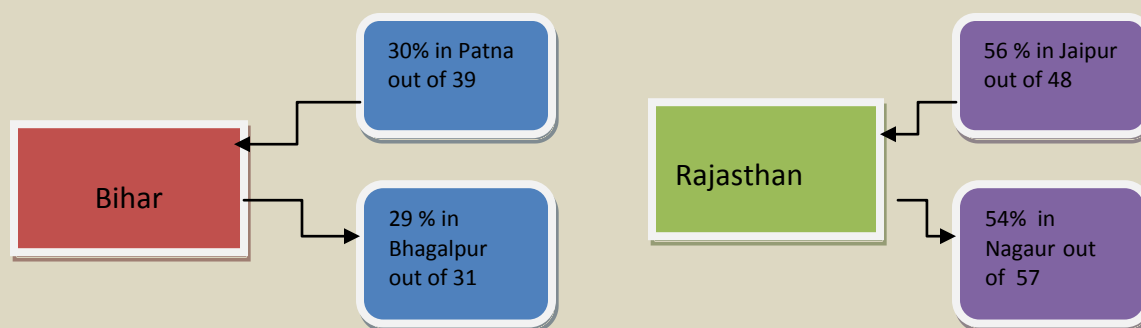 30% in Patna
out of 39
Bihar
29 % in
Bhagalpur
out of 31
56 % in Jaipur
out of 48
Rajasthan
54% in
Nagaur out
of 57